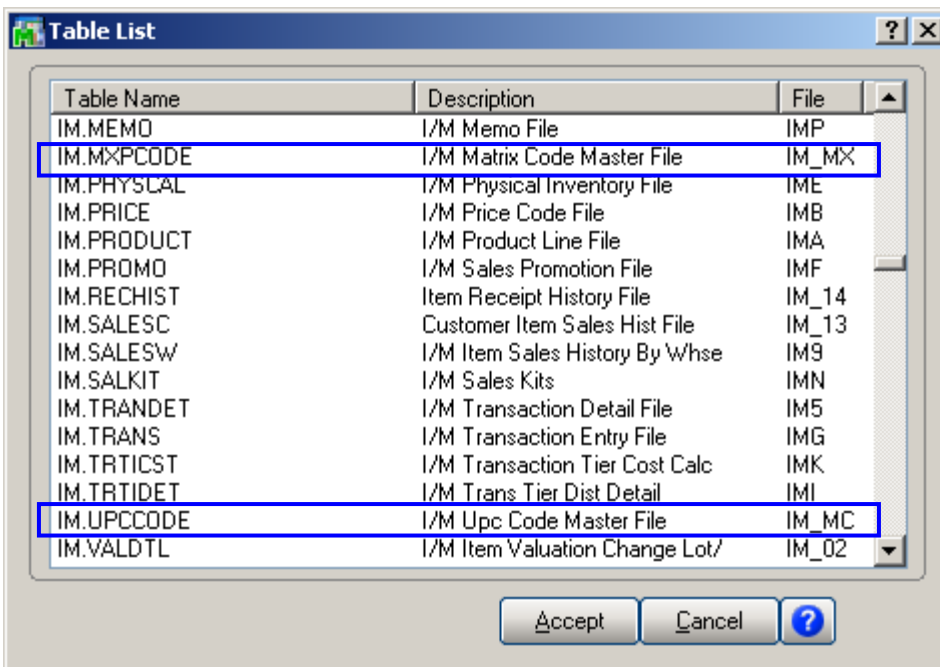 Table List
Table Name Description File
IM.MEMO I/M Memo File IMP
IM.MXPCODE I/M Matrix Code Master File IM_MX
IM.PHYSCAL I/M Physical Inventory File IME
IM.PRICE I/M Price Code File IMB
IM.PRODUCT I/M Product Line File IMA
IM.PROMO I/M Sales Promotion File IMF
IM.RECHIST Item Receipt History File IM_14
IM.SALESC Customer Item Sales Hist File IM_13
IM.SALESW I/M Item Sales History By Whse IM9
IM.SALKIT I/M Sales Kits IMN
IM.TRANDET I/M Transaction Detail File IM5
IM.TRANS I/M Transaction Entry File IMG
IM.TRTICST I/M Transaction Tier Cost Calc IMK
IM.TRTIDET I/M Trans Tier Dist Detail IMI
IM.UPCCODE I/M Upc Code Master File IM_MC
IM.VALDTL I/M Item Valuation Change Lot/ IM_02
Accept Cancel ?